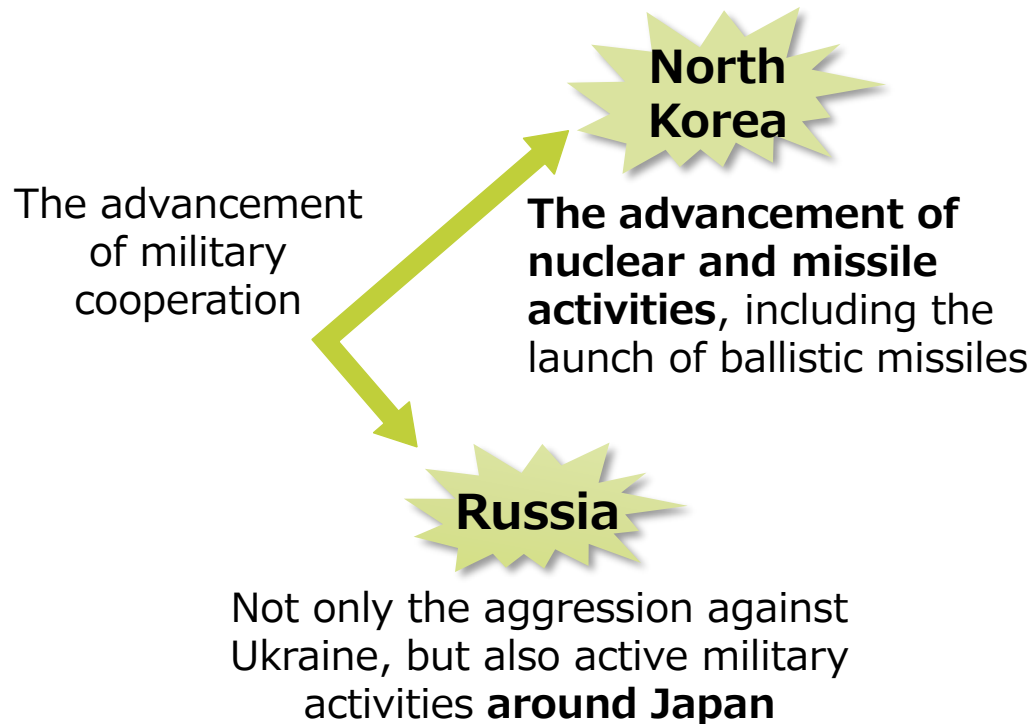 North
Korea
The advancement
of military
cooperation
The advancement of
nuclear and missile
activities, including the
launch of ballistic missiles
Russia
Not only the aggression against
Ukraine, but also active military
activities around Japan